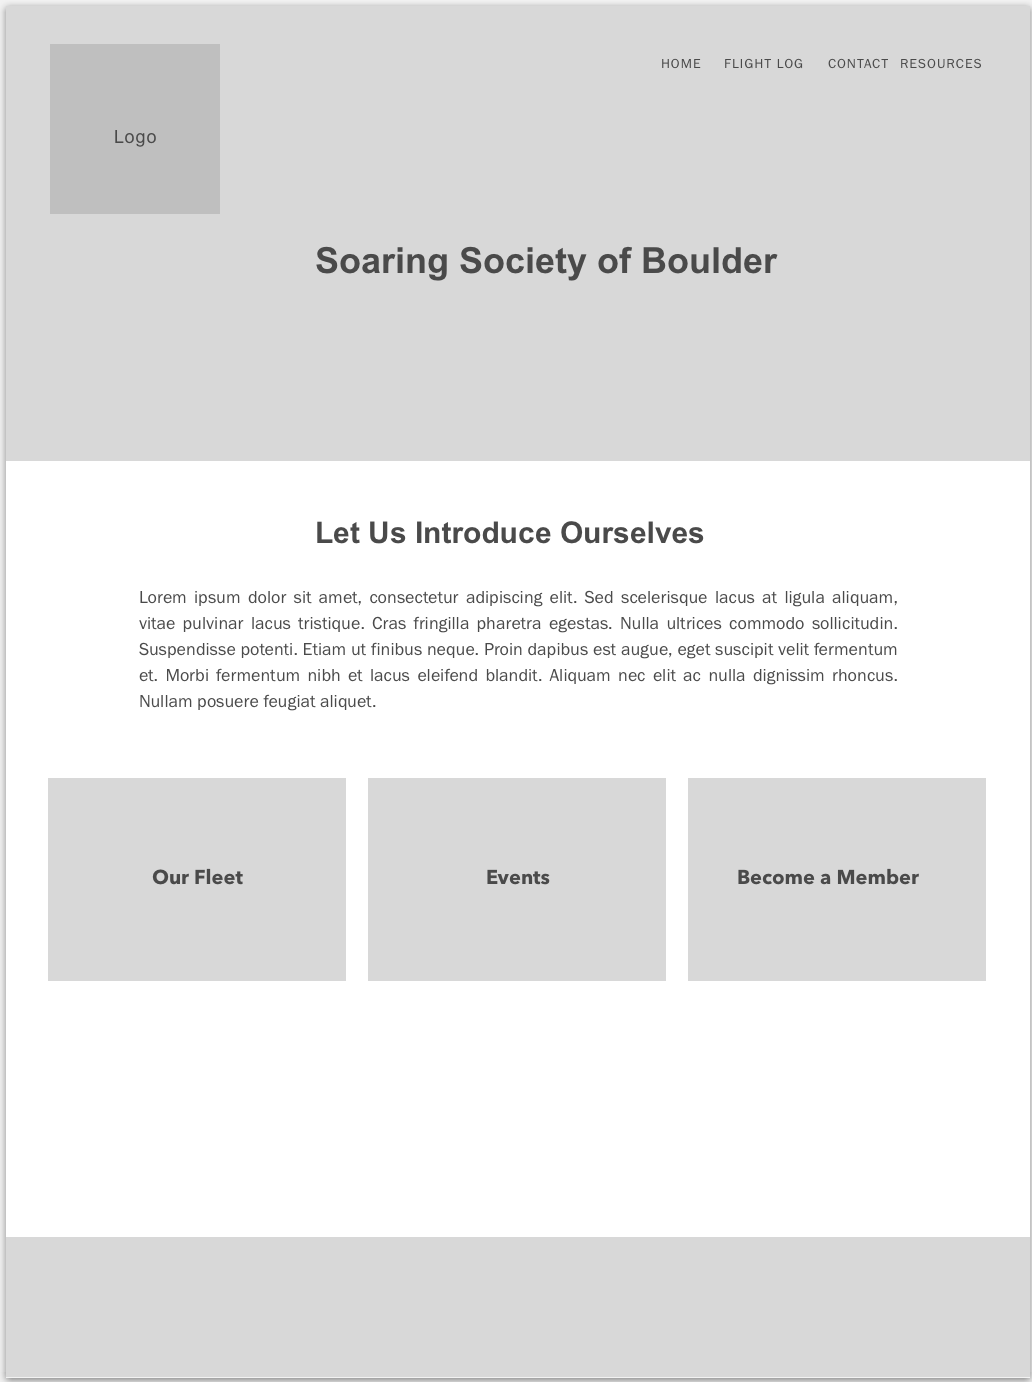 HOME FLIGHT LOG CONTACT RESOURCES
Logo
Soaring Society of Boulder
Let Us Introduce Ourselves
Lorem ipsum dolor sit amet, consectetur adipiscing elit. Sed scelerisque lacus at ligula aliquam,
vitae pulvinar lacus tristique. Cras fringilla pharetra egestas. Nulla ultrices commodo sollicitudin.
Suspendisse potenti. Etiam ut finibus neque. Proin dapibus est augue, eget suscipit velit fermentum
et. Morbi fermentum nibh et lacus eleifend blandit. Aliquam nec elit ac nulla dignissim rhoncus.
Nullam posuere feugiat aliquet.
Our Fleet
Events
Become a Member